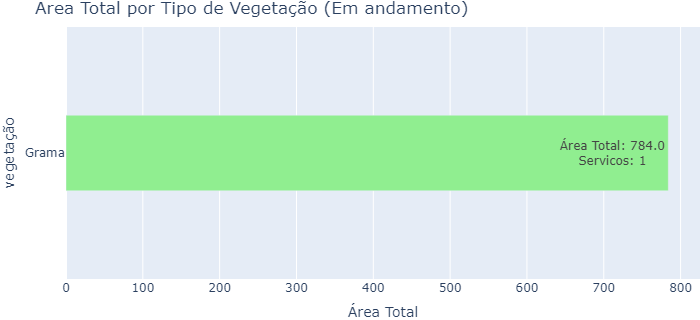 Área Total por Tipo de Vegetação (Em andamento)
vegetação
Grama
Área Total: 784.0
Servicos: 1
0 100 200 300 400 500 600 700 800
Área Total